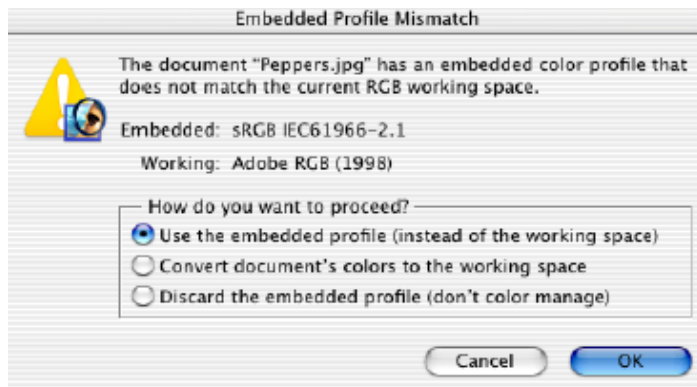 Embedded Profile Mismatch
The document “Peppers.jpg” has an embedded color profile that
does not match the current RGB working space.
Embedded: sRGB IEC61966-2.1
Working: Adobe RGB (1998)
How do you want to proceed?
Use the embedded profile (instead of the working space)
Convert document's colors to the working space
Discard the embedded profile (don't color manage)
Cancel OK